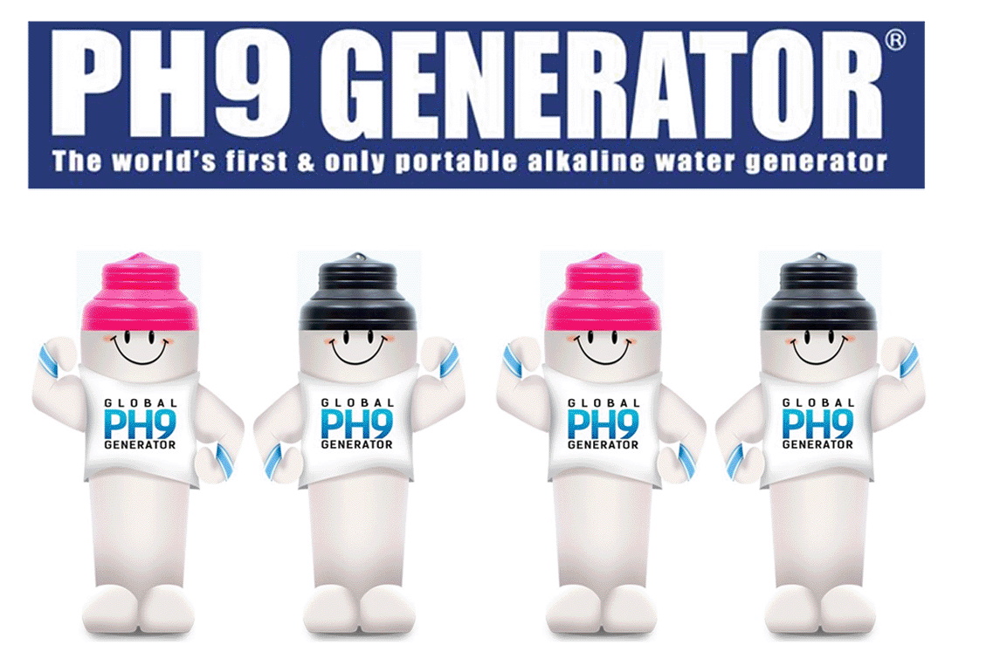 PH9 GENERATOR®
The world's first & only portable alkaline water generator
GLOBAL
PH9
GENERATOR
GLOBAL
PH9
GENERATOR
GLOBAL
PH9
GENERATOR
GLOBAL
PH9
GENERATOR